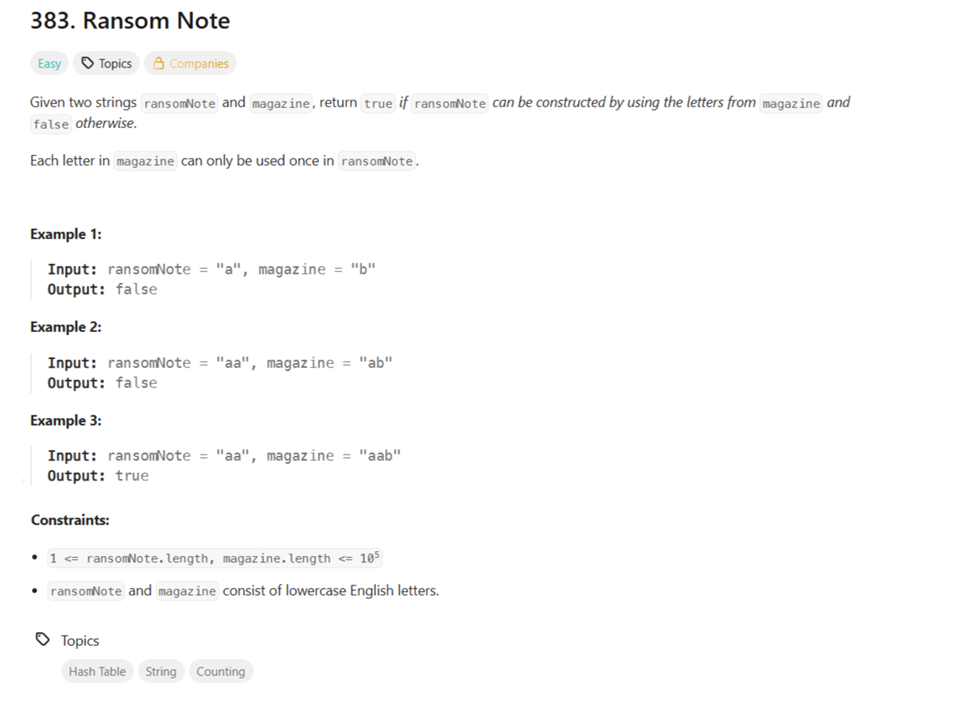 383. Ransom Note
Easy Topics Companies
Given two strings ransomNote and magazine, return true if ransomNote can be constructed by using the letters from magazine and
false otherwise.
Each letter in magazine can only be used once in ransomNote.
Example 1:
Input: ransomNote = "a", magazine = "b"
Output: false
Example 2:
Input: ransomNote = "aa", magazine = "ab"
Output: false
Example 3:
Input: ransomNote = "aa", magazine = "aab"
Output: true
Constraints:
• 1 <= ransomNote.length, magazine.length <= 10⁵
• ransomNote and magazine consist of lowercase English letters.
Topics
Hash Table String Counting